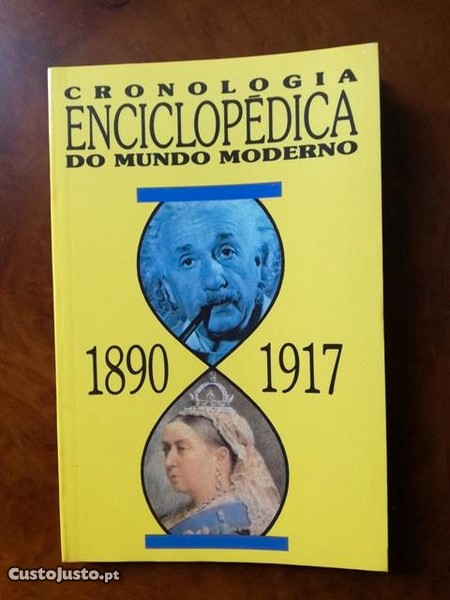 CRONOLOGIA
ENCICLOPÉDICA
DO MUNDO MODERNO
1890 1917
CustoJusto.pt